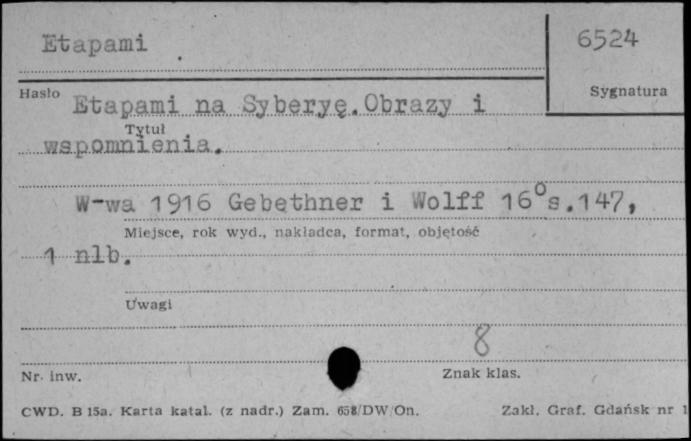 Etapami
6524
Hasło
Sygnatura
Etapami na Syberyę.Obrazy i
Tytuł
wspomnienia.
W-wa 1916 Gebethner i Wolff 16°s.147,
Miejsce, rok wyd., nakładca, format, objętość
1 nlb.
Uwagi
8
Nr. inw.
Znak klas.
CWD. B 15a. Karta katal. (z nadr.) Zam. 658/DW/On.
Zakł. Graf. Gdańsk nr 1